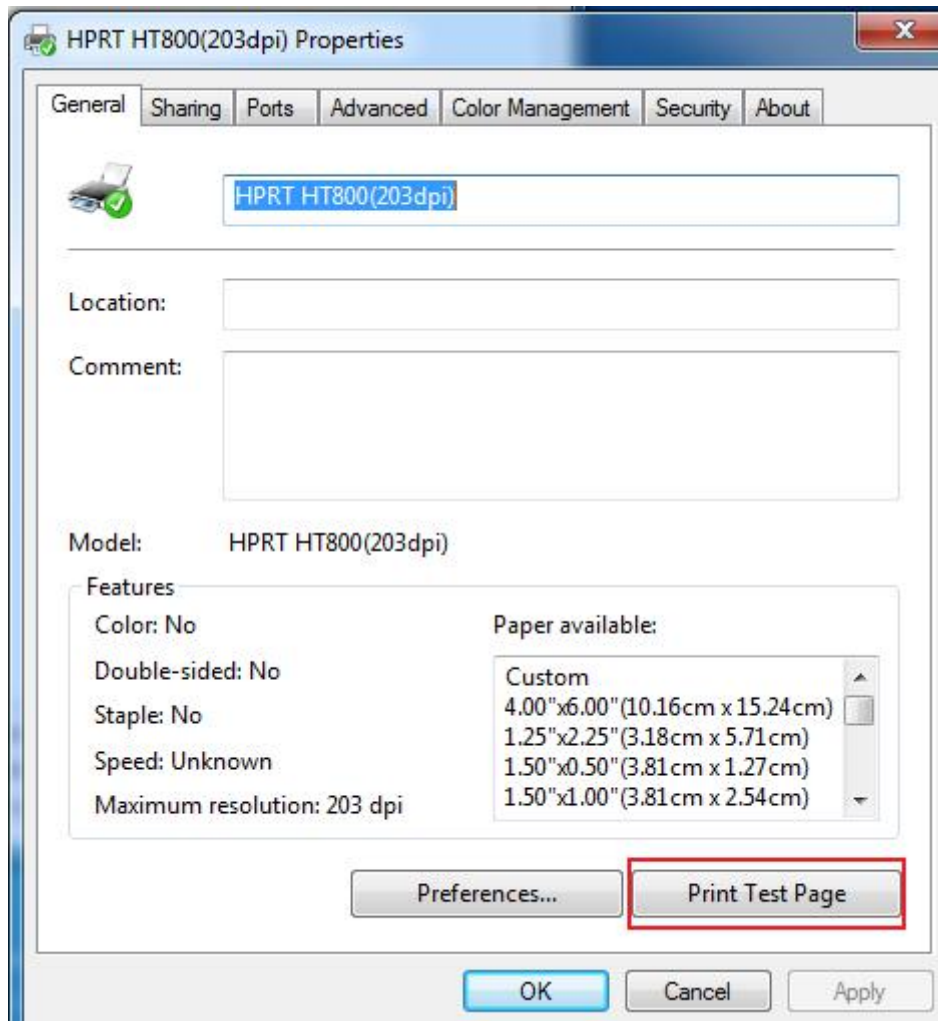 HPRT HT800(203dpi) Properties
General Sharing Ports Advanced Color Management Security About
HPRT HT800(203dpi)
Location:
Comment:
Model: HPRT HT800(203dpi)
Features
Color: No
Double-sided: No
Staple: No
Speed: Unknown
Maximum resolution: 203 dpi
Paper available:
Custom
4.00"x6.00"(10.16cm x 15.24cm)
1.25"x2.25"(3.18cm x 5.71cm)
1.50"x0.50"(3.81cm x 1.27cm)
1.50"x1.00"(3.81cm x 2.54cm)
Preferences... Print Test Page
OK Cancel Apply